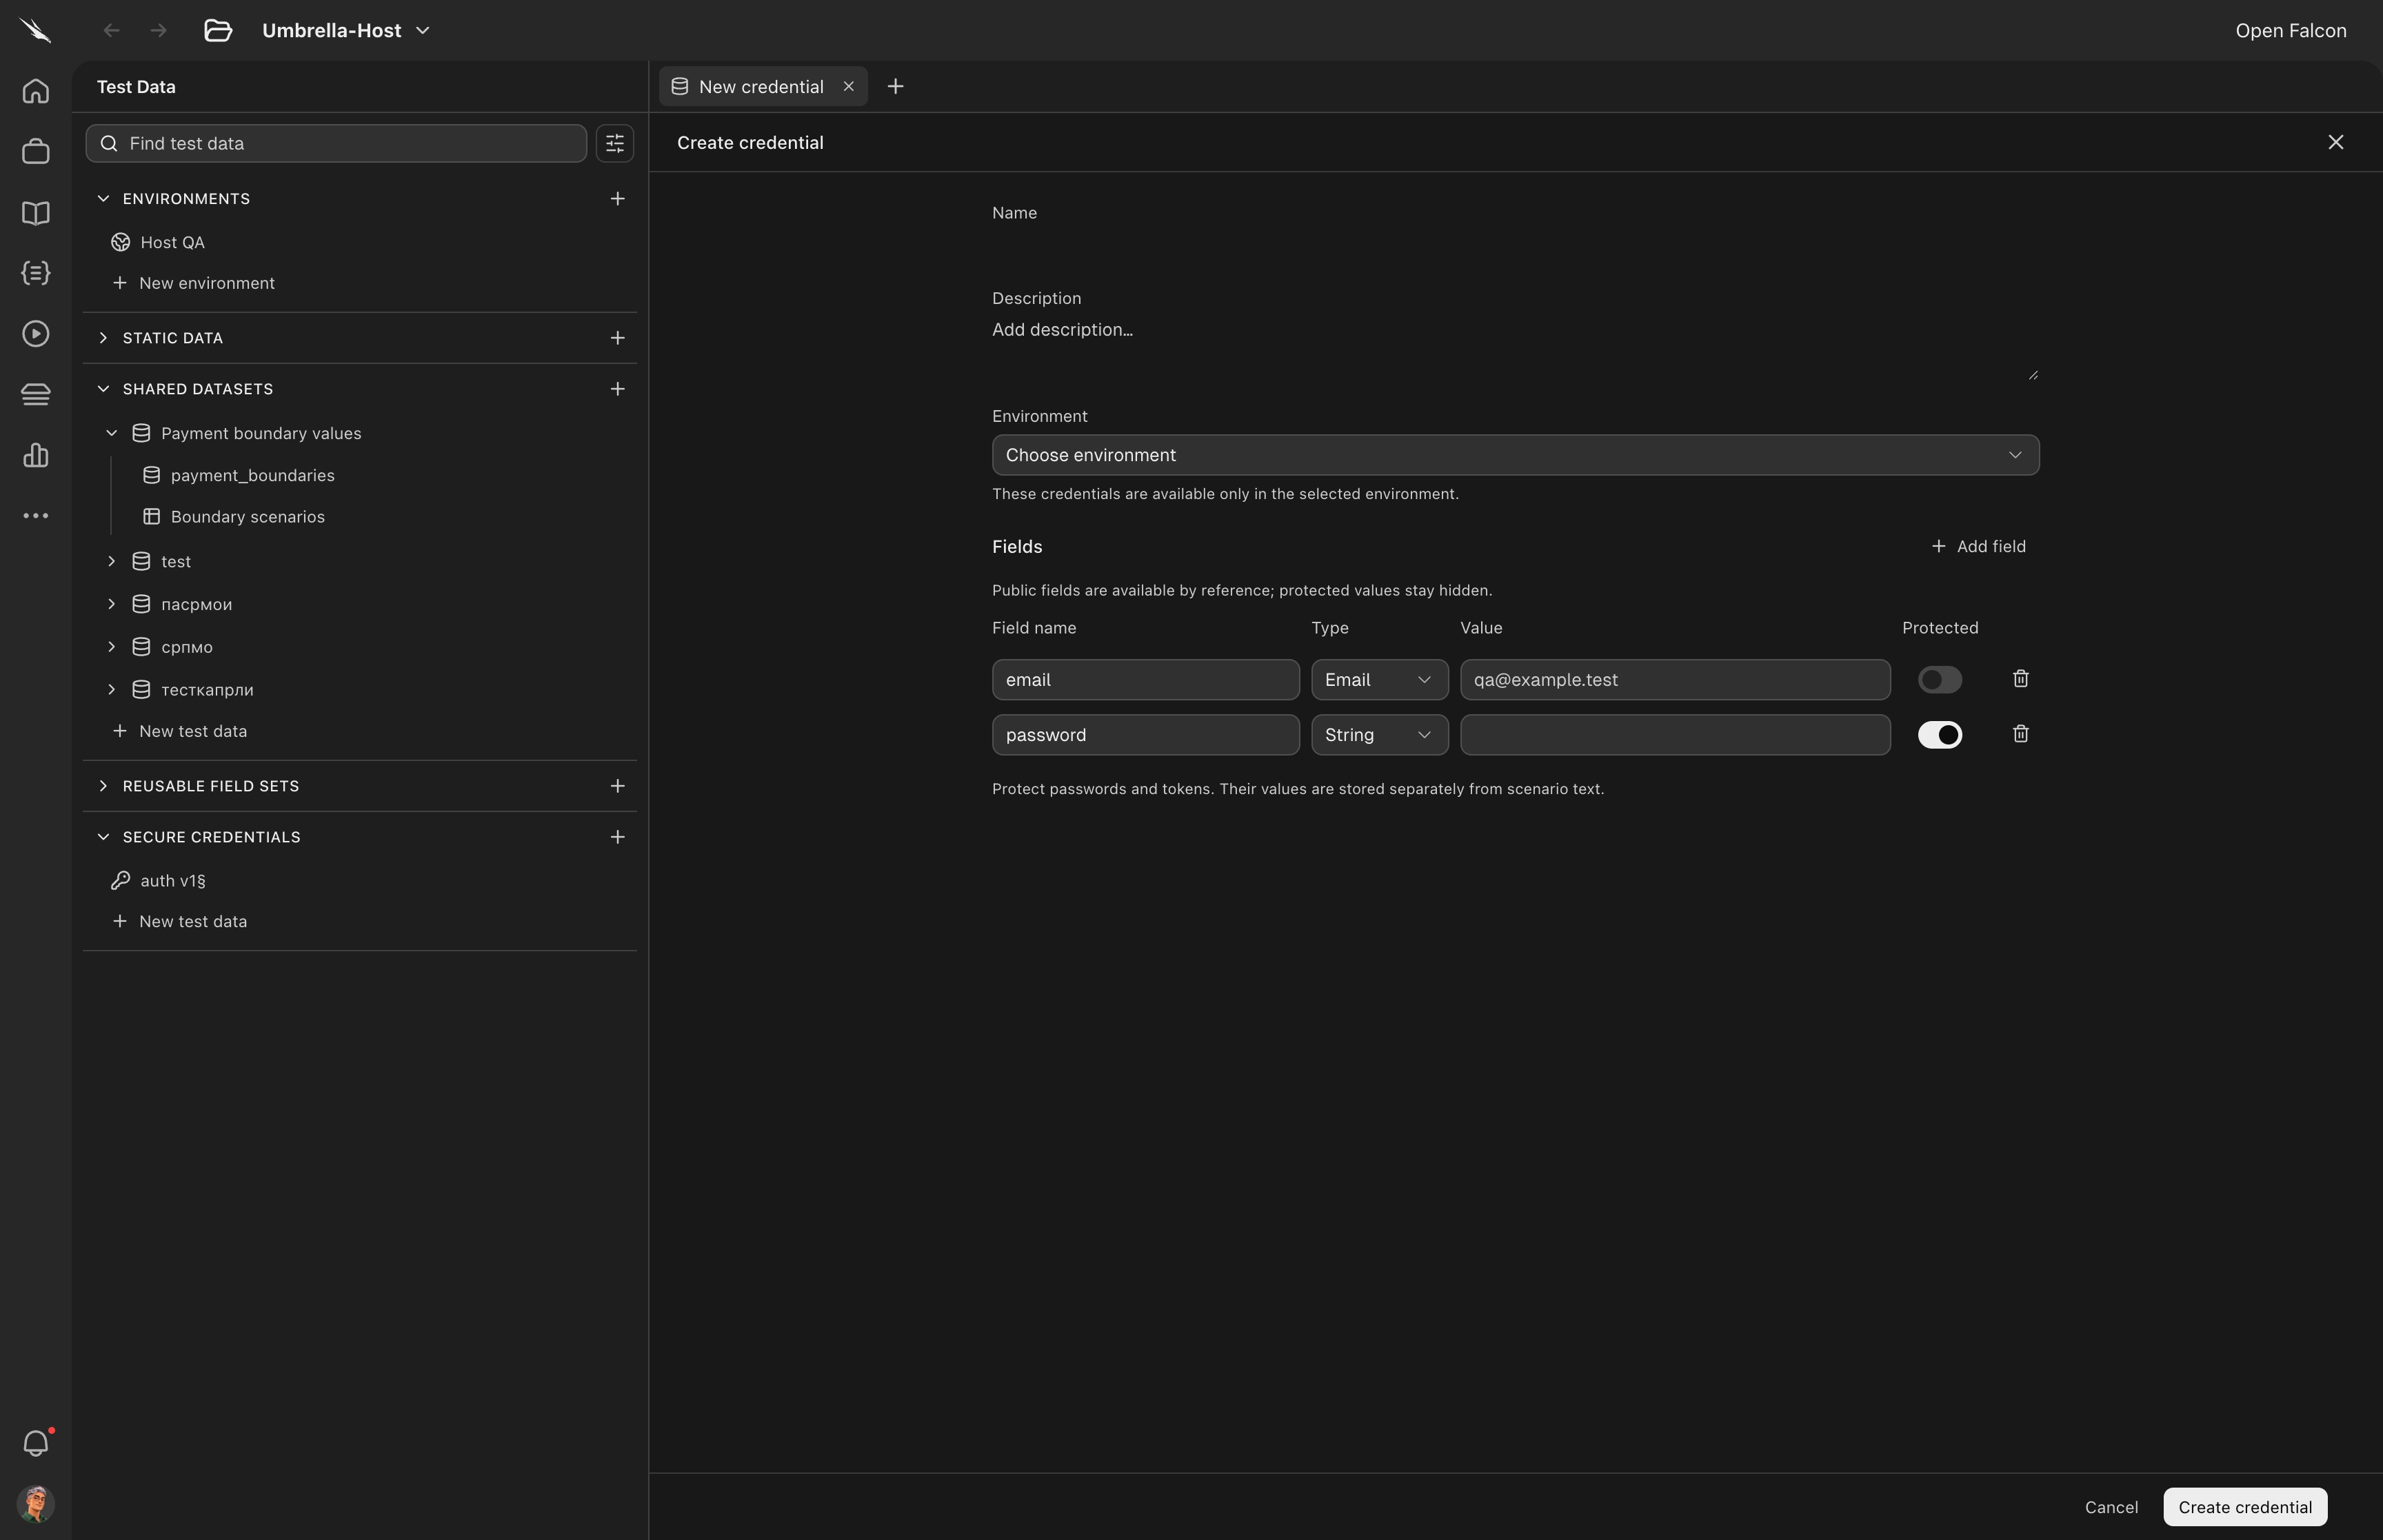 Umbrella-Host
Open Falcon
Test Data
New credential
Find test data
Create credential
ENVIRONMENTS
Host QA
New environment
STATIC DATA
SHARED DATASETS
Payment boundary values
payment_boundaries
Boundary scenarios
test
пасрмои
српмо
тесткапрли
New test data
REUSABLE FIELD SETS
SECURE CREDENTIALS
auth v1§
New test data
Name
Description
Add description...
Environment
Choose environment
These credentials are available only in the selected environment.
Fields
Add field
Public fields are available by reference; protected values stay hidden.
Field name Type Value Protected
email Email qa@example.test
password String
Protect passwords and tokens. Their values are stored separately from scenario text.
Cancel
Create credential